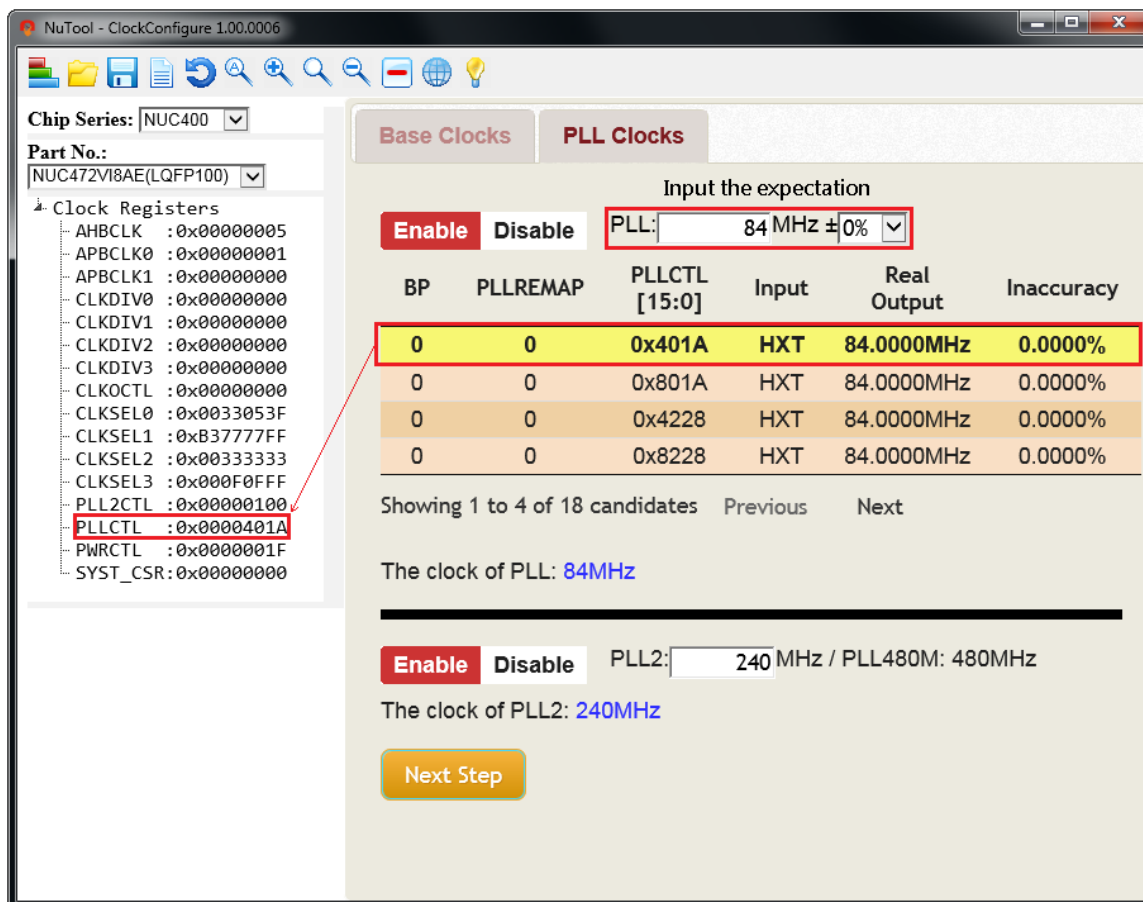 NuTool - ClockConfigure 1.00.0006
Chip Series: NUC400
Part No.:
NUC472VI8AE(LQFP100)
Clock Registers
AHBCLK :0x00000005
APBCLK0 :0x00000001
APBCLK1 :0x00000000
CLKDIV0 :0x00000000
CLKDIV1 :0x00000000
CLKDIV2 :0x00000000
CLKDIV3 :0x00000000
CLKOCTL :0x00000000
CLKSEL0 :0x0033053F
CLKSEL1 :0xB37777FF
CLKSEL2 :0x00333333
CLKSEL3 :0x000F0FFF
PLL2CTL :0x00000100
PLLCTL :0x0000401A
PWRCTL :0x0000001F
SYST_CSR:0x00000000
Base Clocks PLL Clocks
Input the expectation
Enable Disable PLL: 84 MHz ± 0%
BP PLLREMAP PLLCTL [15:0] Input Real Output Inaccuracy
0 0 0x401A HXT 84.0000MHz 0.0000%
0 0 0x801A HXT 84.0000MHz 0.0000%
0 0 0x4228 HXT 84.0000MHz 0.0000%
0 0 0x8228 HXT 84.0000MHz 0.0000%
Showing 1 to 4 of 18 candidates Previous Next
The clock of PLL: 84MHz
Enable Disable PLL2: 240 MHz / PLL480M: 480MHz
The clock of PLL2: 240MHz
Next Step